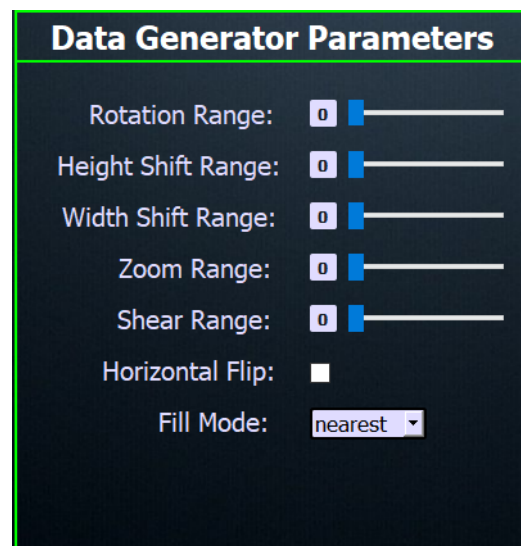 Data Generator Parameters
Rotation Range: 0
Height Shift Range: 0
Width Shift Range: 0
Zoom Range: 0
Shear Range: 0
Horizontal Flip:
Fill Mode: nearest